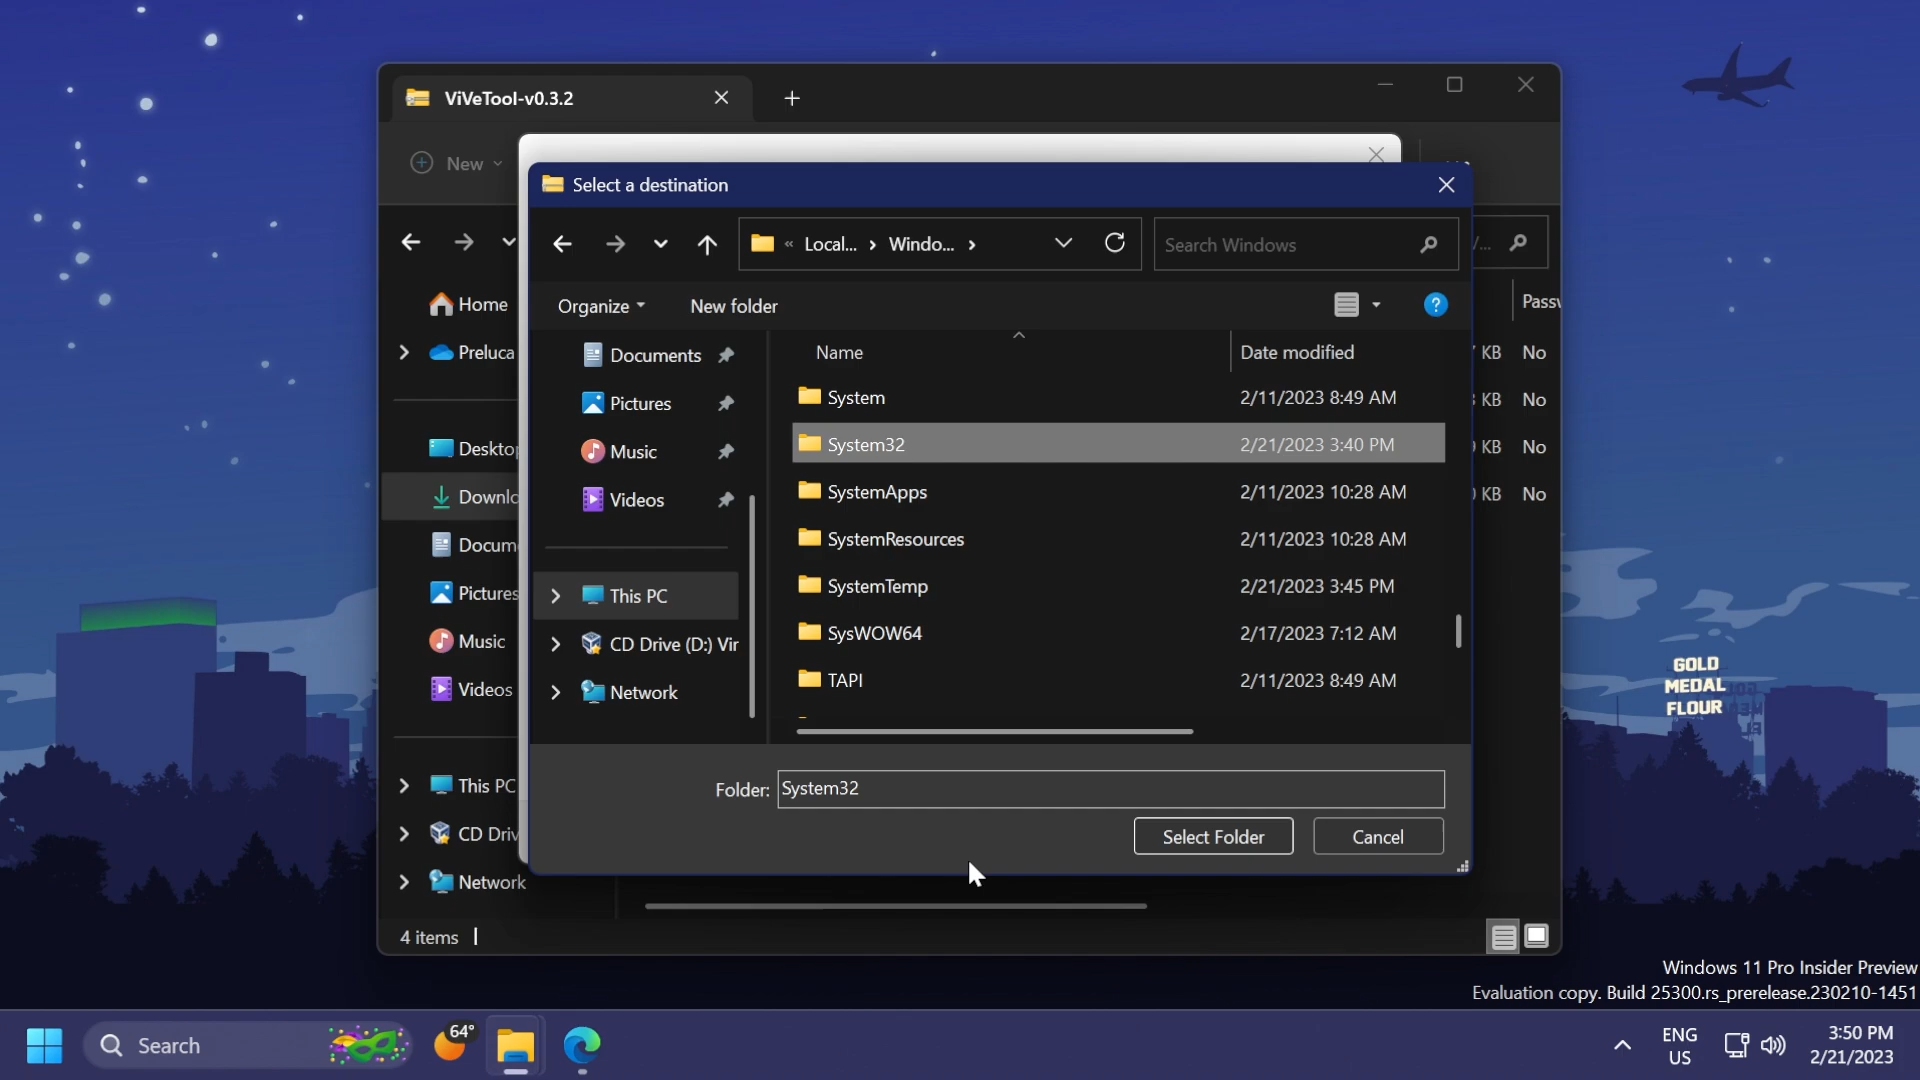 ViVeTool-v0.3.2
New
Select a destination
Local... › Windo... ›
Search Windows
Organize
New folder
Home
Documents
Name
Date modified
KB
No
Pictures
System
2/11/2023 8:49 AM
KB
No
Music
System32
2/21/2023 3:40 PM
KB
No
Videos
SystemApps
2/11/2023 10:28 AM
KB
No
SystemResources
2/11/2023 10:28 AM
This PC
SystemTemp
2/21/2023 3:45 PM
CD Drive (D:) Vir
SysWOW64
2/17/2023 7:12 AM
Network
TAPI
2/11/2023 8:49 AM
Preluca
Deskto
Downlo
Docum
Pictures
Music
Videos
This PC
CD Driv
Network
Folder:
System32
Select Folder
Cancel
4 items
GOLD
MEDAL
FLOUR
Windows 11 Pro Insider Preview
Evaluation copy. Build 25300.rs_prerelease.230210-1451
Search
64°
ENG
US
3:50 PM
2/21/2023